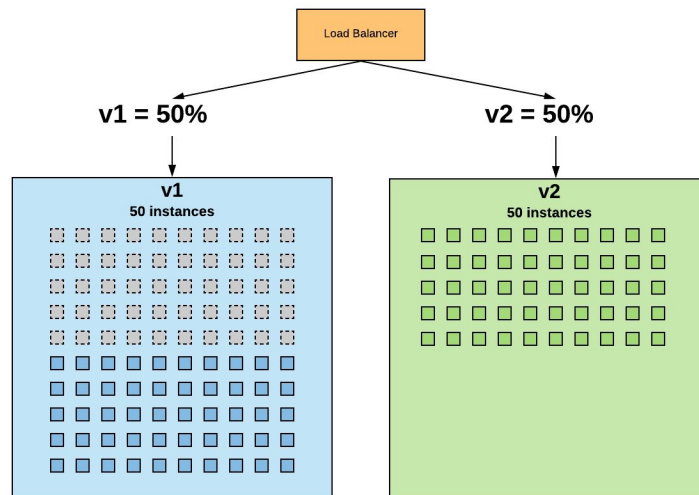 Load Balancer
v1 = 50%
v2 = 50%
v1
50 instances
v2
50 instances